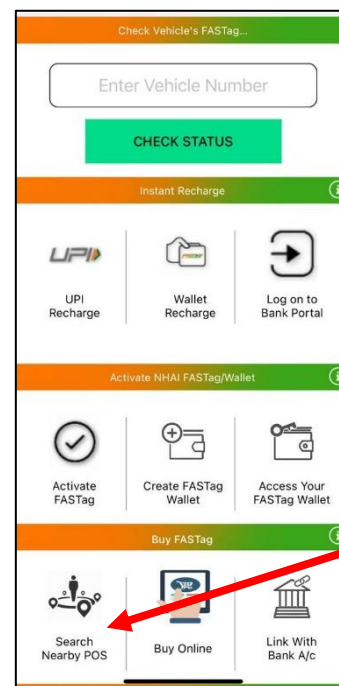 Check Vehicle's FASTag...
Enter Vehicle Number
CHECK STATUS
Instant Recharge
UPI
UPI
Recharge
Wallet
Recharge
Log on to
Bank Portal
Activate NHAI FASTag/Wallet
Activate
FASTag
Create FASTag
Wallet
Access Your
FASTag Wallet
Buy FASTag
Search
Nearby POS
Buy Online
Link With
Bank A/c